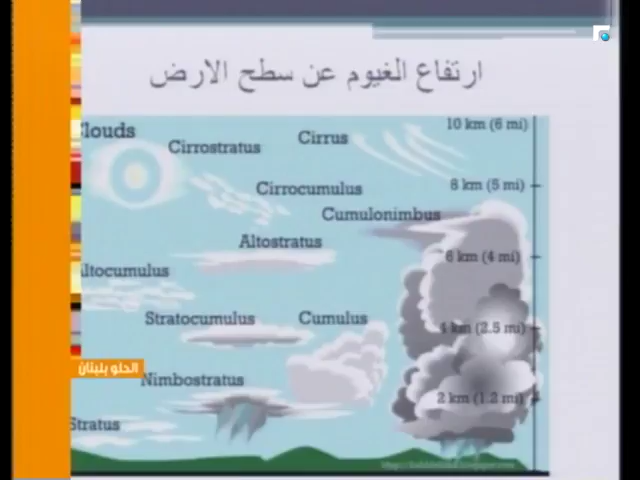 ارتفاع الغيوم عن سطح الارض
Clouds
10 km (6 mi)
Cirrus
Cirrostratus
8 km (5 mi)
Cirrocumulus
Cumulonimbus
Altostratus
6 km (4 mi)
ltocumulus
Stratocumulus
Cumulus
4 km (2.5 mi)
الحلو بلبنان
Nimbostratus
2 km (1.2 mi)
Stratus